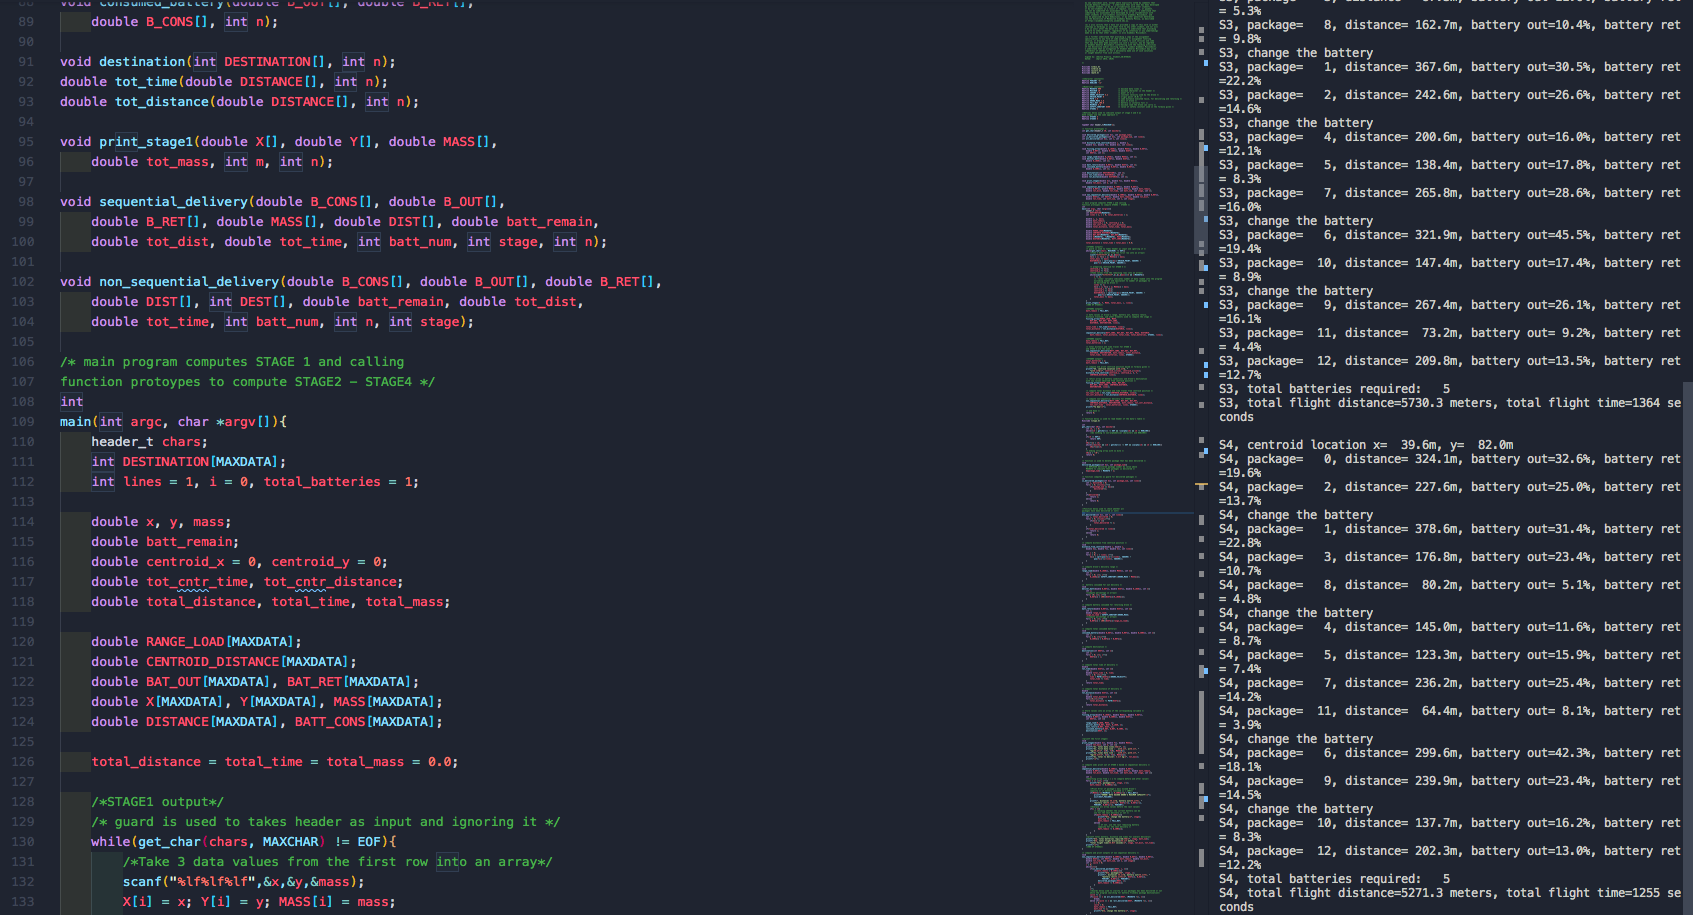 88 void consumed_battery(double B_OUT[], double B_RET[],
89 double B_CONS[], int n);
90
91 void destination(int DESTINATION[], int n);
92 double tot_time(double DISTANCE[], int n);
93 double tot_distance(double DISTANCE[], int n);
94
95 void print_stage1(double X[], double Y[], double MASS[],
96 double tot_mass, int m, int n);
97
98 void sequential_delivery(double B_CONS[], double B_OUT[],
99 double B_RET[], double MASS[], double DIST[], double batt_remain,
100 double tot_dist, double tot_time, int batt_num, int stage, int n);
101
102 void non_sequential_delivery(double B_CONS[], double B_OUT[], double B_RET[],
103 double DIST[], int DEST[], double batt_remain, double tot_dist,
104 double tot_time, int batt_num, int n, int stage);
105
106 /* main program computes STAGE 1 and calling
107 function protoypes to compute STAGE2 - STAGE4 */
108 int
109 main(int argc, char *argv[]){
110 header_t chars;
111 int DESTINATION[MAXDATA];
112 int lines = 1, i = 0, total_batteries = 1;
113
114 double x, y, mass;
115 double batt_remain;
116 double centroid_x = 0, centroid_y = 0;
117 double tot_cntr_time, tot_cntr_distance;
118 double total_distance, total_time, total_mass;
119
120 double RANGE_LOAD[MAXDATA];
121 double CENTROID_DISTANCE[MAXDATA];
122 double BAT_OUT[MAXDATA], BAT_RET[MAXDATA];
123 double X[MAXDATA], Y[MAXDATA], MASS[MAXDATA];
124 double DISTANCE[MAXDATA], BATT_CONS[MAXDATA];
125
126 total_distance = total_time = total_mass = 0.0;
127
128 /*STAGE1 output*/
129 /* guard is used to takes header as input and ignoring it */
130 while(get_char(chars, MAXCHAR) != EOF){
131 /*Take 3 data values from the first row into an array*/
132 scanf("%lf%lf%lf",&x,&y,&mass);
133 X[i] = x; Y[i] = y; MASS[i] = mass;
= 5.3%
S3, package= 8, distance= 162.7m, battery out=10.4%, battery ret
= 9.8%
S3, change the battery
S3, package= 1, distance= 367.6m, battery out=30.5%, battery ret
=22.2%
S3, package= 2, distance= 242.6m, battery out=26.6%, battery ret
=14.6%
S3, change the battery
S3, package= 4, distance= 200.6m, battery out=16.0%, battery ret
=12.1%
S3, package= 5, distance= 138.4m, battery out=17.8%, battery ret
= 8.3%
S3, package= 7, distance= 265.8m, battery out=28.6%, battery ret
=16.0%
S3, change the battery
S3, package= 6, distance= 321.9m, battery out=45.5%, battery ret
=19.4%
S3, package= 10, distance= 147.4m, battery out=17.4%, battery ret
= 8.9%
S3, change the battery
S3, package= 9, distance= 267.4m, battery out=26.1%, battery ret
=16.1%
S3, package= 11, distance= 73.2m, battery out= 9.2%, battery ret
= 4.4%
S3, package= 12, distance= 209.8m, battery out=13.5%, battery ret
=12.7%
S3, total batteries required: 5
S3, total flight distance=5730.3 meters, total flight time=1364 se
conds
S4, centroid location x= 39.6m, y= 82.0m
S4, package= 0, distance= 324.1m, battery out=32.6%, battery ret
=19.6%
S4, package= 2, distance= 227.6m, battery out=25.0%, battery ret
=13.7%
S4, change the battery
S4, package= 1, distance= 378.6m, battery out=31.4%, battery ret
=22.8%
S4, package= 3, distance= 176.8m, battery out=23.4%, battery ret
=10.7%
S4, package= 8, distance= 80.2m, battery out= 5.1%, battery ret
= 4.8%
S4, change the battery
S4, package= 4, distance= 145.0m, battery out=11.6%, battery ret
= 8.7%
S4, package= 5, distance= 123.3m, battery out=15.9%, battery ret
= 7.4%
S4, package= 7, distance= 236.2m, battery out=25.4%, battery ret
=14.2%
S4, package= 11, distance= 64.4m, battery out= 8.1%, battery ret
= 3.9%
S4, change the battery
S4, package= 6, distance= 299.6m, battery out=42.3%, battery ret
=18.1%
S4, package= 9, distance= 239.9m, battery out=23.4%, battery ret
=14.5%
S4, change the battery
S4, package= 10, distance= 137.7m, battery out=16.2%, battery ret
= 8.3%
S4, package= 12, distance= 202.3m, battery out=13.0%, battery ret
=12.2%
S4, total batteries required: 5
S4, total flight distance=5271.3 meters, total flight time=1255 se
conds